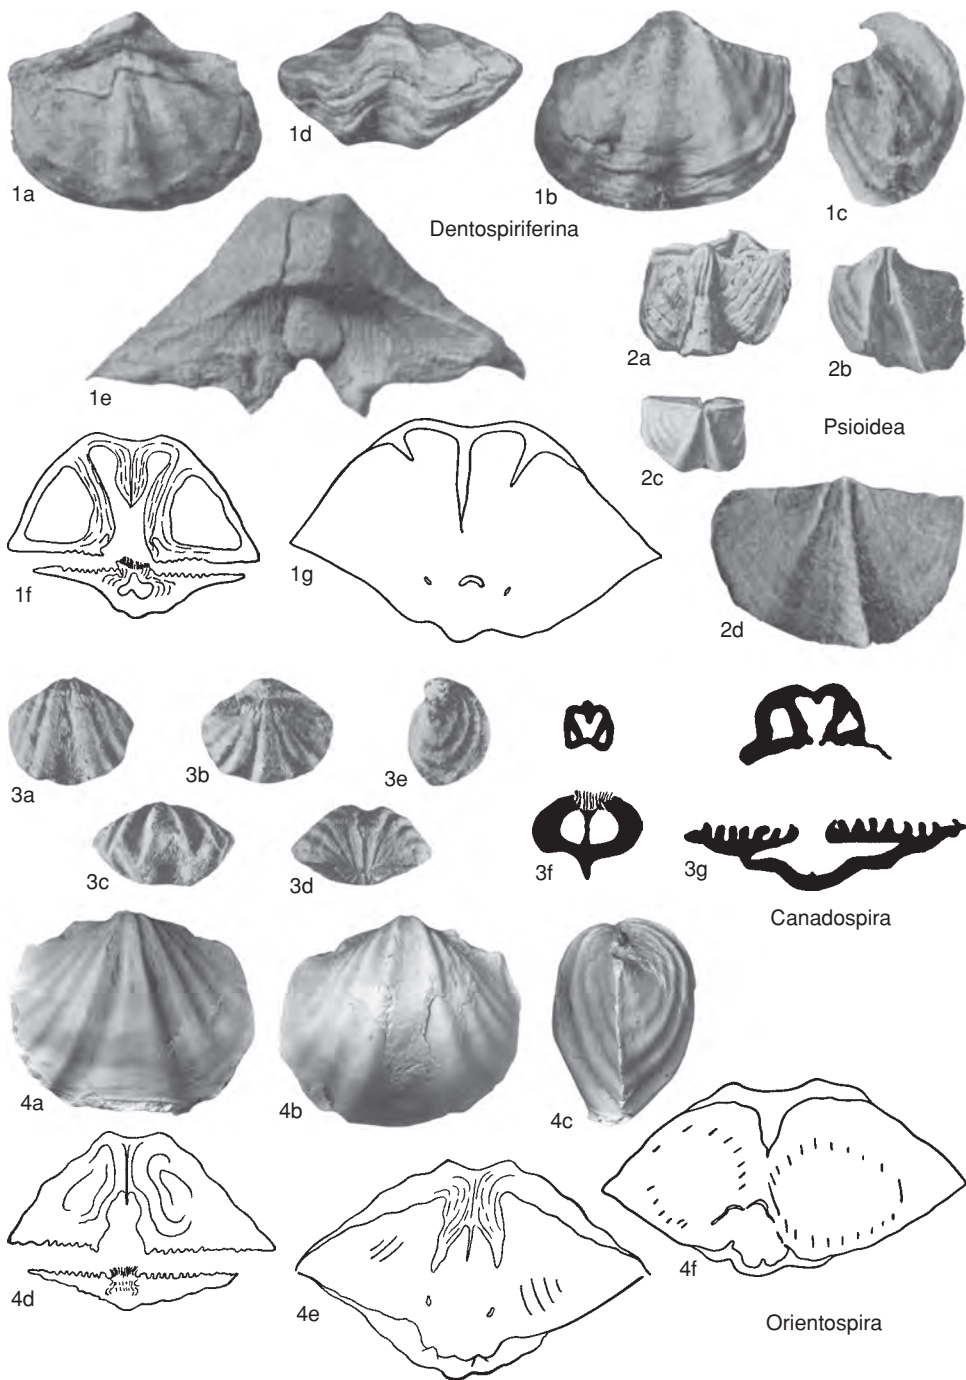 1a
1d
1b
1c
Dentospiriferina
1e
2a
2b
2c
Psioidea
1f
1g
2d
3a
3b
3e
3c
3d
3f
3g
Canadospira
4a
4b
4c
4d
4e
4f
Orientospira